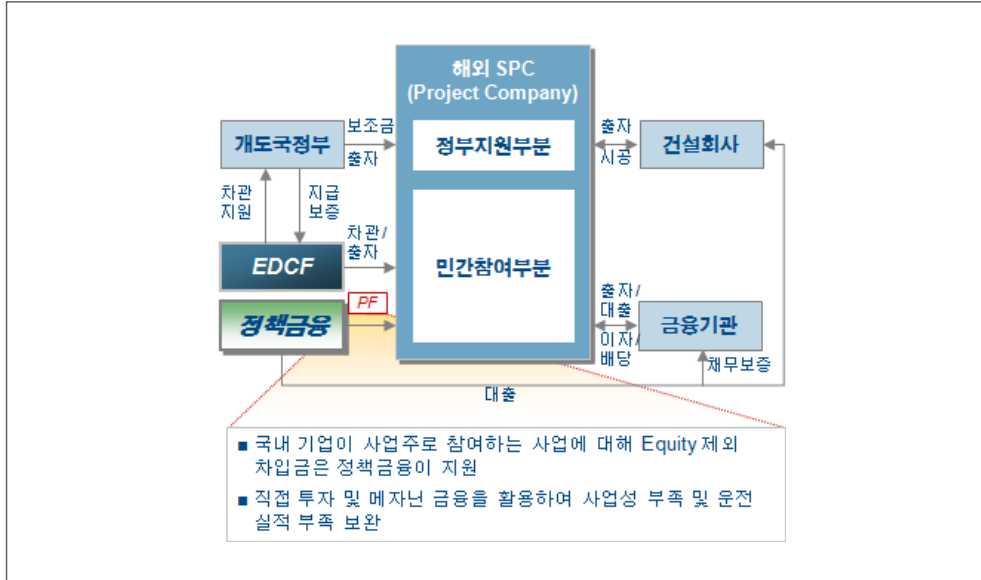 해외 SPC
(Project Company)
개도국정부
보조금
출자
정부지원부분
출자
시공
건설회사
차관
지원
지급
보증
EDCF
차관/
출자
민간참여부분
정책금융
PF
출자/
대출
이자/
배당
금융기관
채무보증
대출
■ 국내 기업이 사업주로 참여하는 사업에 대해 Equity 제외
차입금은 정책금융이 지원
■ 직접 투자 및 메자닌 금융을 활용하여 사업성 부족 및 운전
실적 부족 보완